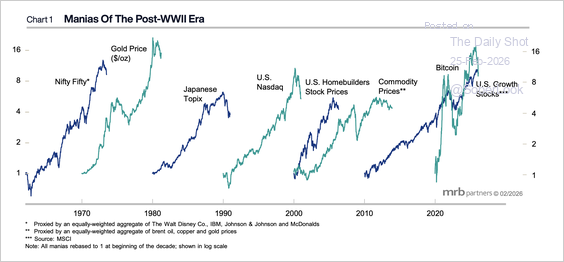 Chart 1 Manias Of The Post-WWII Era
Posted on
The Daily Shot
25-Feb-2026
16 16
8 8
4 4
2 2
1 1
Nifty Fifty*
Gold Price
($/oz)
Japanese
Topix
U.S.
Nasdaq
U.S. Homebuilders
Stock Prices
Commodity
Prices**
Bitcoin
U.S. Growth
Stocks***
1970 1980 1990 2000 2010 2020
mrb partners © 02/2026
* Proxied by an equally-weighted aggregate of The Walt Disney Co., IBM, Johnson & Johnson and McDonalds
** Proxied by an equally-weighted aggregate of brent oil, copper and gold prices
*** Source: MSCI
Note: All manias rebased to 1 at beginning of the decade; shown in log scale